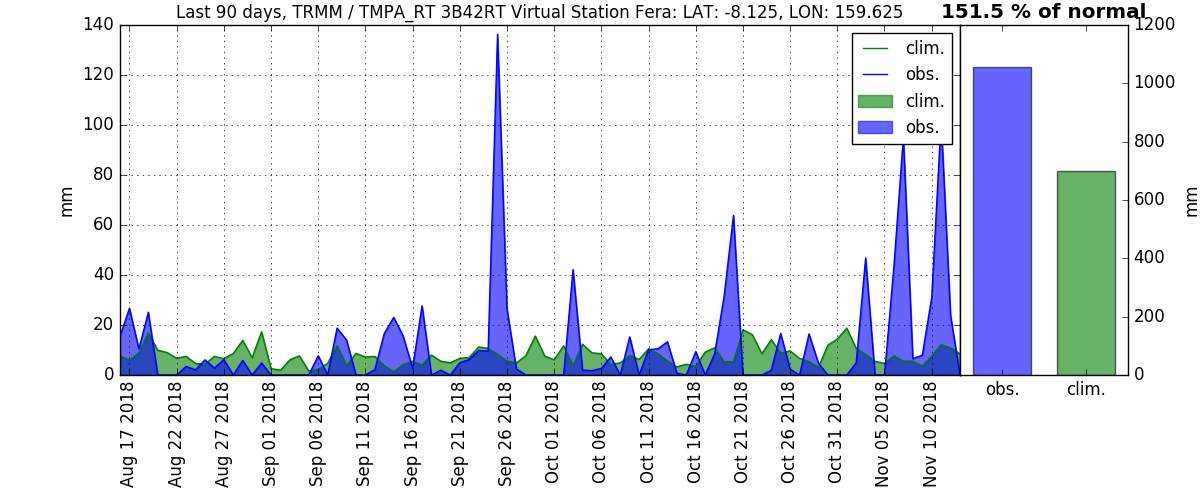 Last 90 days, TRMM / TMPA_RT 3B42RT Virtual Station Fera: LAT: -8.125, LON: 159.625
151.5 % of normal
140
120
100
80
60
40
20
0
mm
clim.
obs.
clim.
obs.
1200
1000
800
600
400
200
0
mm
Aug 17 2018
Aug 22 2018
Aug 27 2018
Sep 01 2018
Sep 06 2018
Sep 11 2018
Sep 16 2018
Sep 21 2018
Sep 26 2018
Oct 01 2018
Oct 06 2018
Oct 11 2018
Oct 16 2018
Oct 21 2018
Oct 26 2018
Oct 31 2018
Nov 05 2018
Nov 10 2018
obs.
clim.